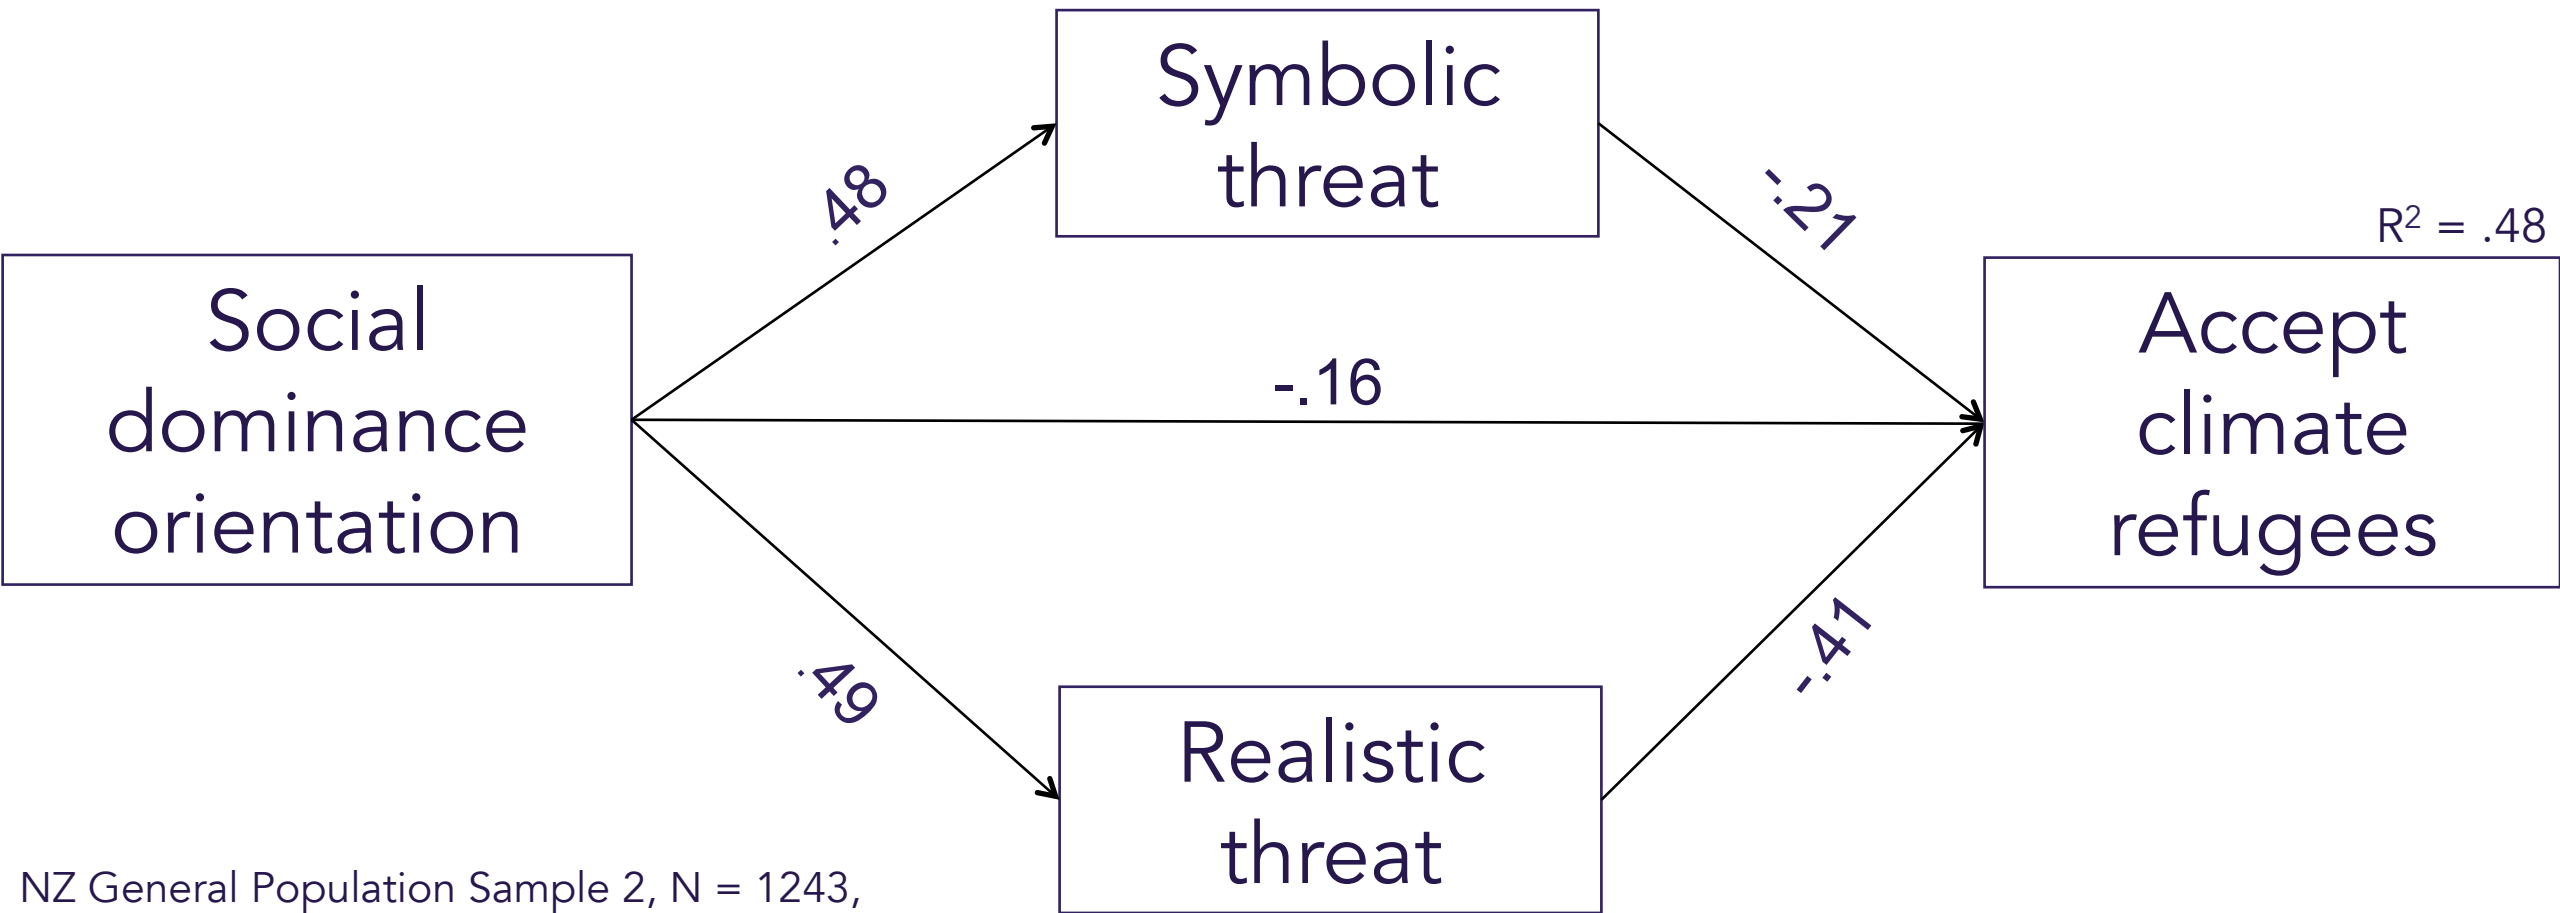 Symbolic
threat
.48
-.21
R² = .48
Social
dominance
orientation
-.16
Accept
climate
refugees
.49
-.41
Realistic
threat
NZ General Population Sample 2, N = 1243,